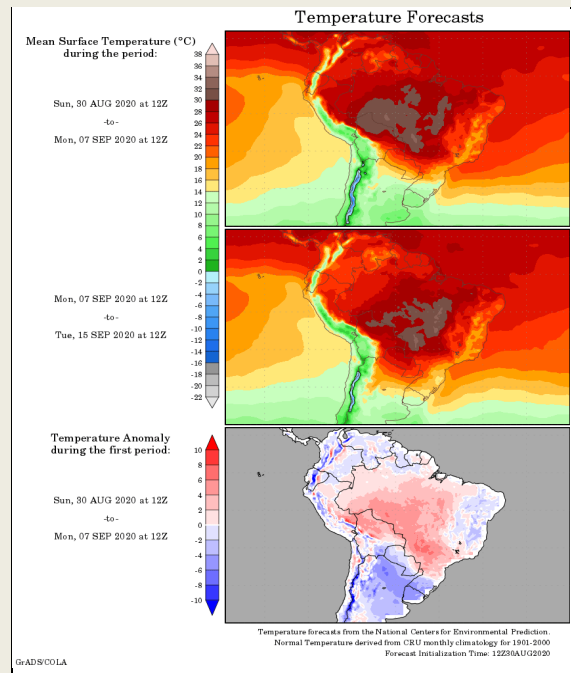 Temperature Forecasts
Mean Surface Temperature (°C)
during the period:
Sun, 30 AUG 2020 at 12Z
-to-
Mon, 07 SEP 2020 at 12Z
38
36
34
32
30
28
26
24
22
20
18
16
14
12
10
8
6
4
2
0
-2
-4
-6
-8
-10
-12
-14
-16
-18
-20
-22
Mon, 07 SEP 2020 at 12Z
-to-
Tue, 15 SEP 2020 at 12Z
Temperature Anomaly
during the first period:
Sun, 30 AUG 2020 at 12Z
-to-
Mon, 07 SEP 2020 at 12Z
10
8
6
4
2
0
-2
-4
-6
-8
-10
Temperature forecasts from the National Centers for Environmental Prediction.
Normal Temperature derived from CRU monthly climatology for 1901-2000
Forecast Initialization Time: 12Z30AUG2020
GrADS/COLA